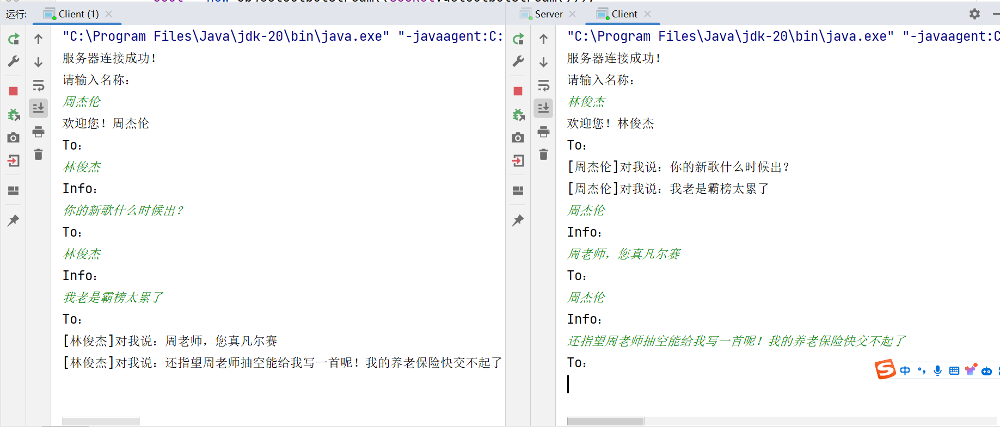 运行:
Client (1)
"C:\Program Files\Java\jdk-20\bin\java.exe" "-javaagent:C:
服务器连接成功!
请输入名称:
周杰伦
欢迎您!周杰伦
To:
林俊杰
Info:
你的新歌什么时候出?
To:
林俊杰
Info:
我老是霸榜太累了
To:
[林俊杰]对我说:周老师,您真凡尔赛
[林俊杰]对我说:还指望周老师抽空能给我写一首呢!我的养老保险快交不起了
Server
Client
"C:\Program Files\Java\jdk-20\bin\java.exe" "-javaagent:C
服务器连接成功!
请输入名称:
林俊杰
欢迎您!林俊杰
To:
[周杰伦]对我说:你的新歌什么时候出?
[周杰伦]对我说:我老是霸榜太累了
周杰伦
Info:
周老师,您真凡尔赛
To:
周杰伦
Info:
还指望周老师抽空能给我写一首呢!我的养老保险快交不起了
To:
中